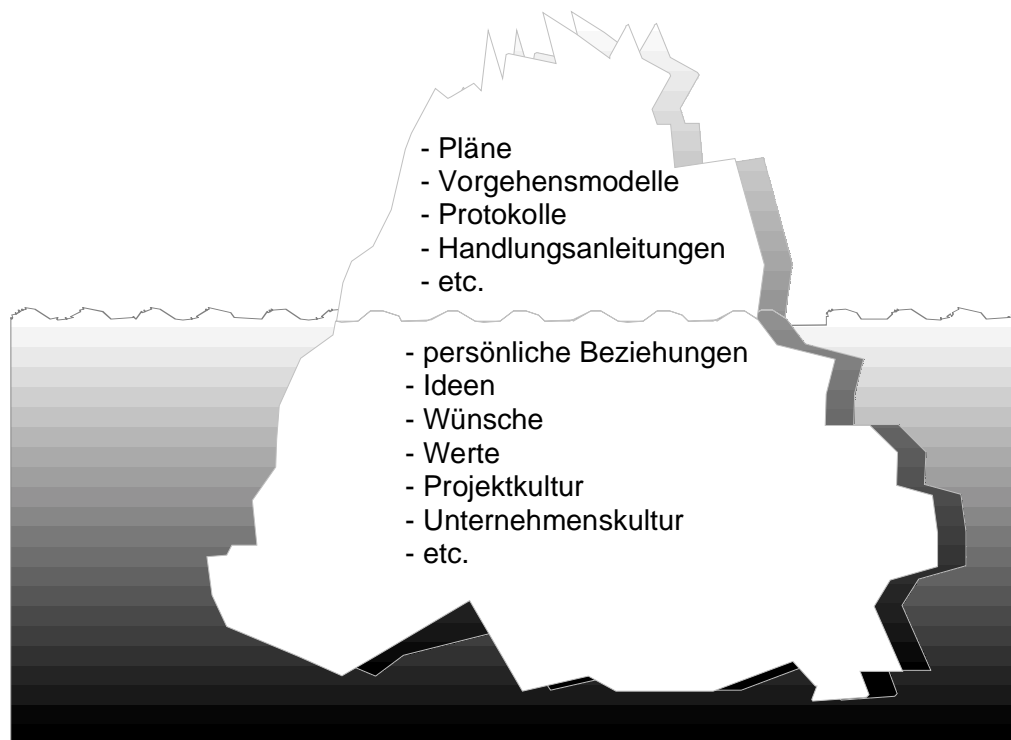 - Pläne
- Vorgehensmodelle
- Protokolle
- Handlungsanleitungen
- etc.
- persönliche Beziehungen
- Ideen
- Wünsche
- Werte
- Projektkultur
- Unternehmenskultur
- etc.